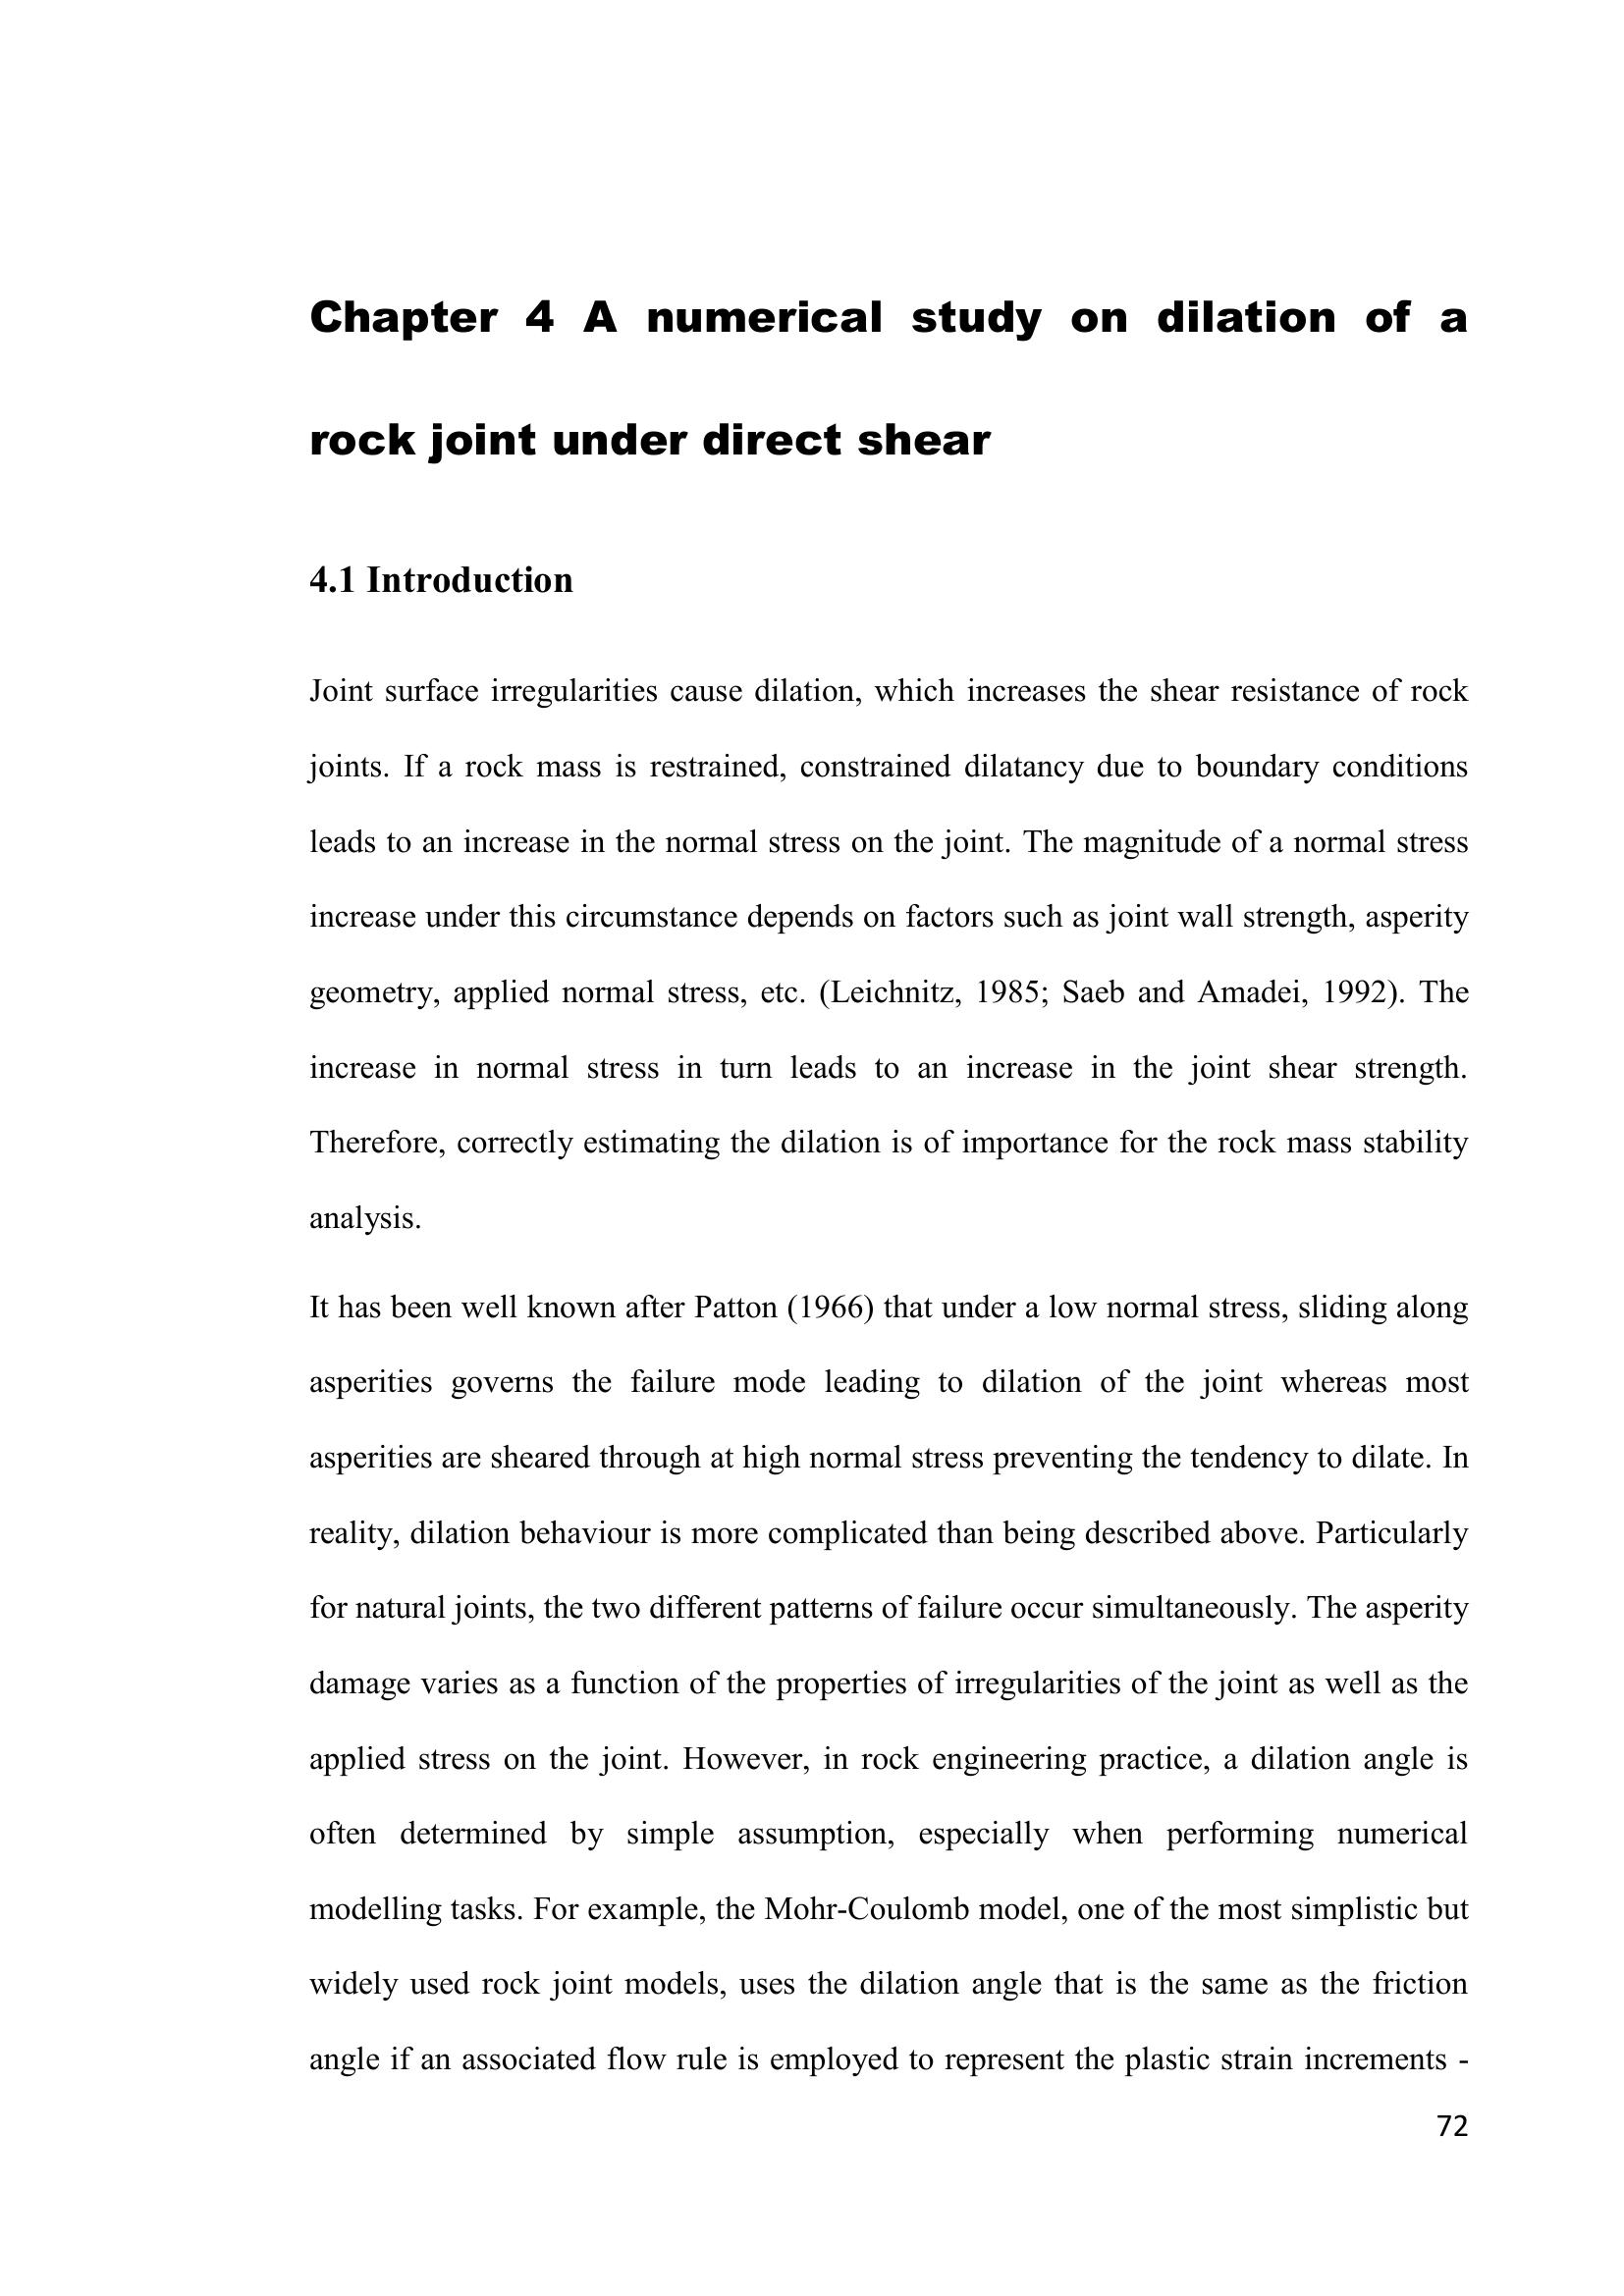 Chapter 4 A numerical study on dilation of a
rock joint under direct shear
4.1 Introduction
Joint surface irregularities cause dilation, which increases the shear resistance of rock
joints. If a rock mass is restrained, constrained dilatancy due to boundary conditions
leads to an increase in the normal stress on the joint. The magnitude of a normal stress
increase under this circumstance depends on factors such as joint wall strength, asperity
geometry, applied normal stress, etc. (Leichnitz, 1985; Saeb and Amadei, 1992). The
increase in normal stress in turn leads to an increase in the joint shear strength.
Therefore, correctly estimating the dilation is of importance for the rock mass stability
analysis.
It has been well known after Patton (1966) that under a low normal stress, sliding along
asperities governs the failure mode leading to dilation of the joint whereas most
asperities are sheared through at high normal stress preventing the tendency to dilate. In
reality, dilation behaviour is more complicated than being described above. Particularly
for natural joints, the two different patterns of failure occur simultaneously. The asperity
damage varies as a function of the properties of irregularities of the joint as well as the
applied stress on the joint. However, in rock engineering practice, a dilation angle is
often determined by simple assumption, especially when performing numerical
modelling tasks. For example, the Mohr-Coulomb model, one of the most simplistic but
widely used rock joint models, uses the dilation angle that is the same as the friction
angle if an associated flow rule is employed to represent the plastic strain increments -
72